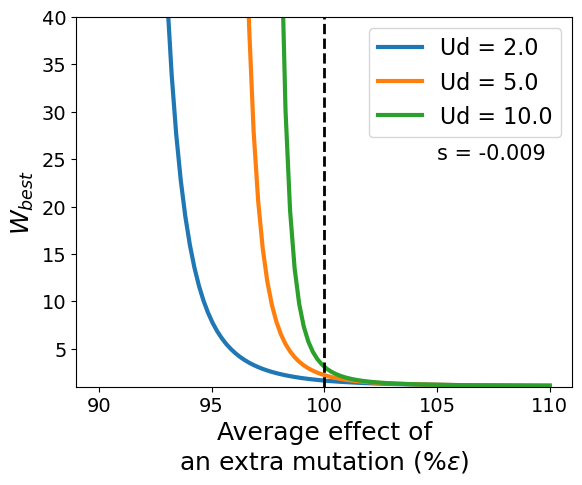 40
35
30
25
20
15
10
5
W_best
Ud = 2.0
Ud = 5.0
Ud = 10.0
s = -0.009
90 95 100 105 110
Average effect of
an extra mutation (%ε)